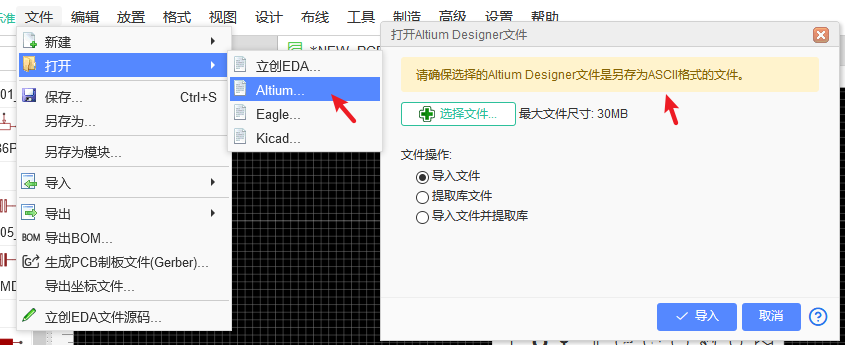 标准 文件 编辑 放置 格式 视图 设计 布线 工具 制造 高级 设置 帮助
*NEW_PCB
新建
打开
保存... Ctrl+S
另存为...
另存为模块...
导入
导出
BOM 导出BOM...
生成PCB制板文件(Gerber)...
导出坐标文件...
立创EDA文件源码...
立创EDA...
Altium...
Eagle...
Kicad...
打开Altium Designer文件
请确保选择的Altium Designer文件是另存为ASCII格式的文件。
选择文件... 最大文件尺寸: 30MB
文件操作:
导入文件
提取库文件
导入文件并提取库
导入 取消